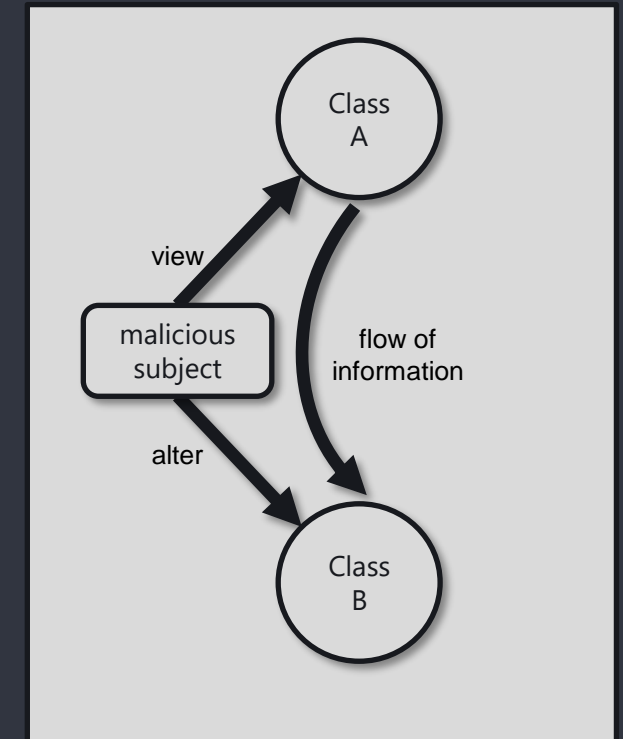 Class
A
view
malicious
subject
flow of
information
alter
Class
B